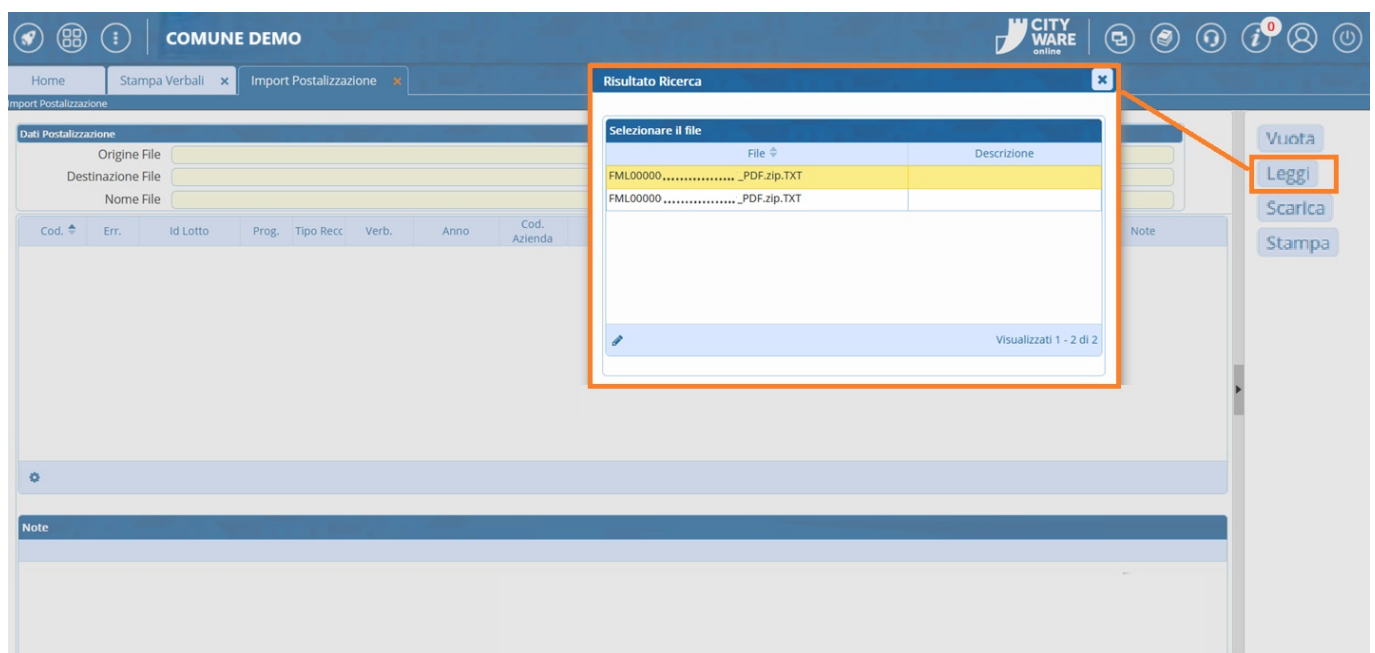 COMUNE DEMO
CITY
WARE
online
0
Home
Stampa Verbali
Import Postalizzazione
Import Postalizzazione
Dati Postalizzazione
Origine File
Destinazione File
Nome File
Cod. Err. Id Lotto Prog. Tipo Recc Verb. Anno Cod. Azienda Note
Risultato Ricerca
Selezionare il file
File Descrizione
FML00000................. _PDF.zip.TXT
FML00000................. _PDF.zip.TXT
Visualizzati 1 - 2 di 2
Vuota
Leggi
Scarica
Stampa
Note